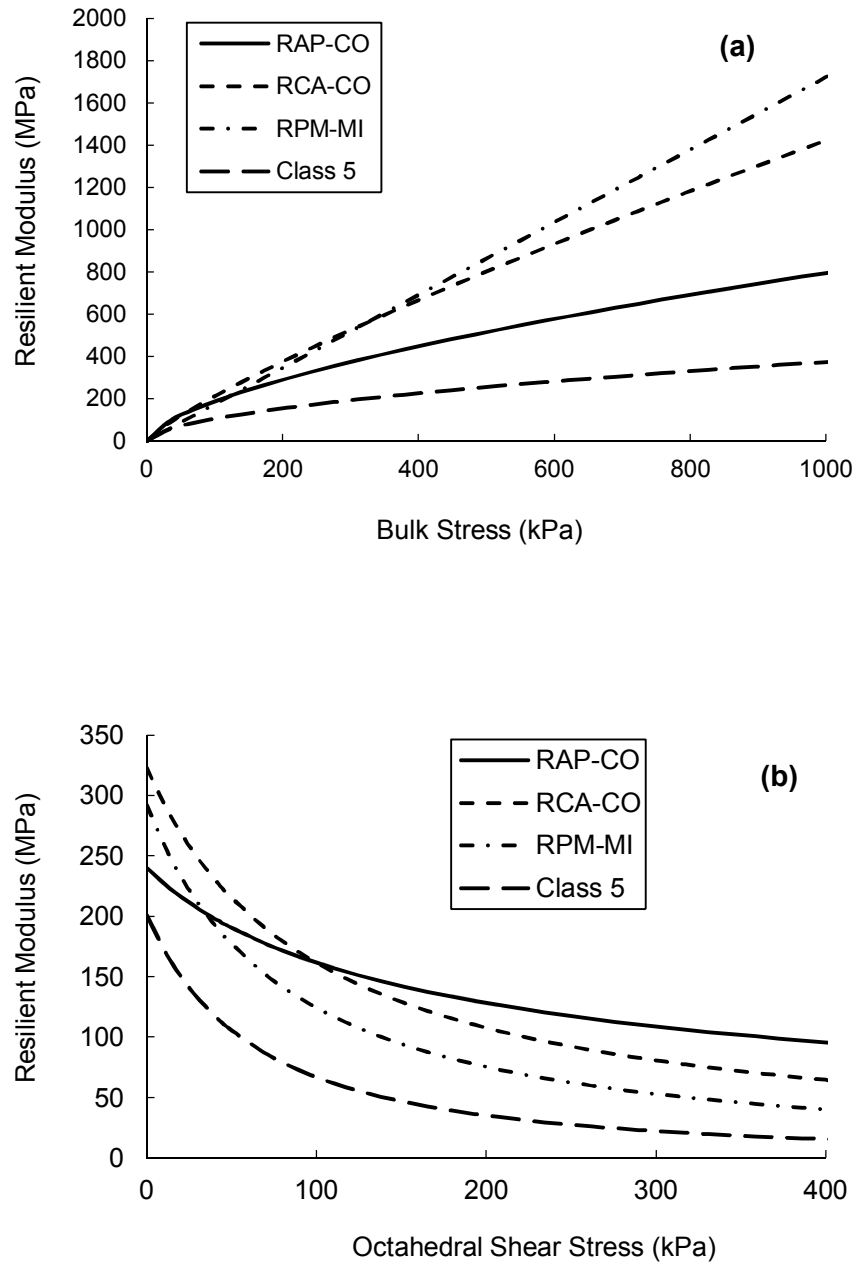 (a)
RAP-CO
RCA-CO
RPM-MI
Class 5
Resilient Modulus (MPa)
2000
1800
1600
1400
1200
1000
800
600
400
200
0
0 200 400 600 800 1000
Bulk Stress (kPa)
(b)
RAP-CO
RCA-CO
RPM-MI
Class 5
Resilient Modulus (MPa)
350
300
250
200
150
100
50
0
0 100 200 300 400
Octahedral Shear Stress (kPa)